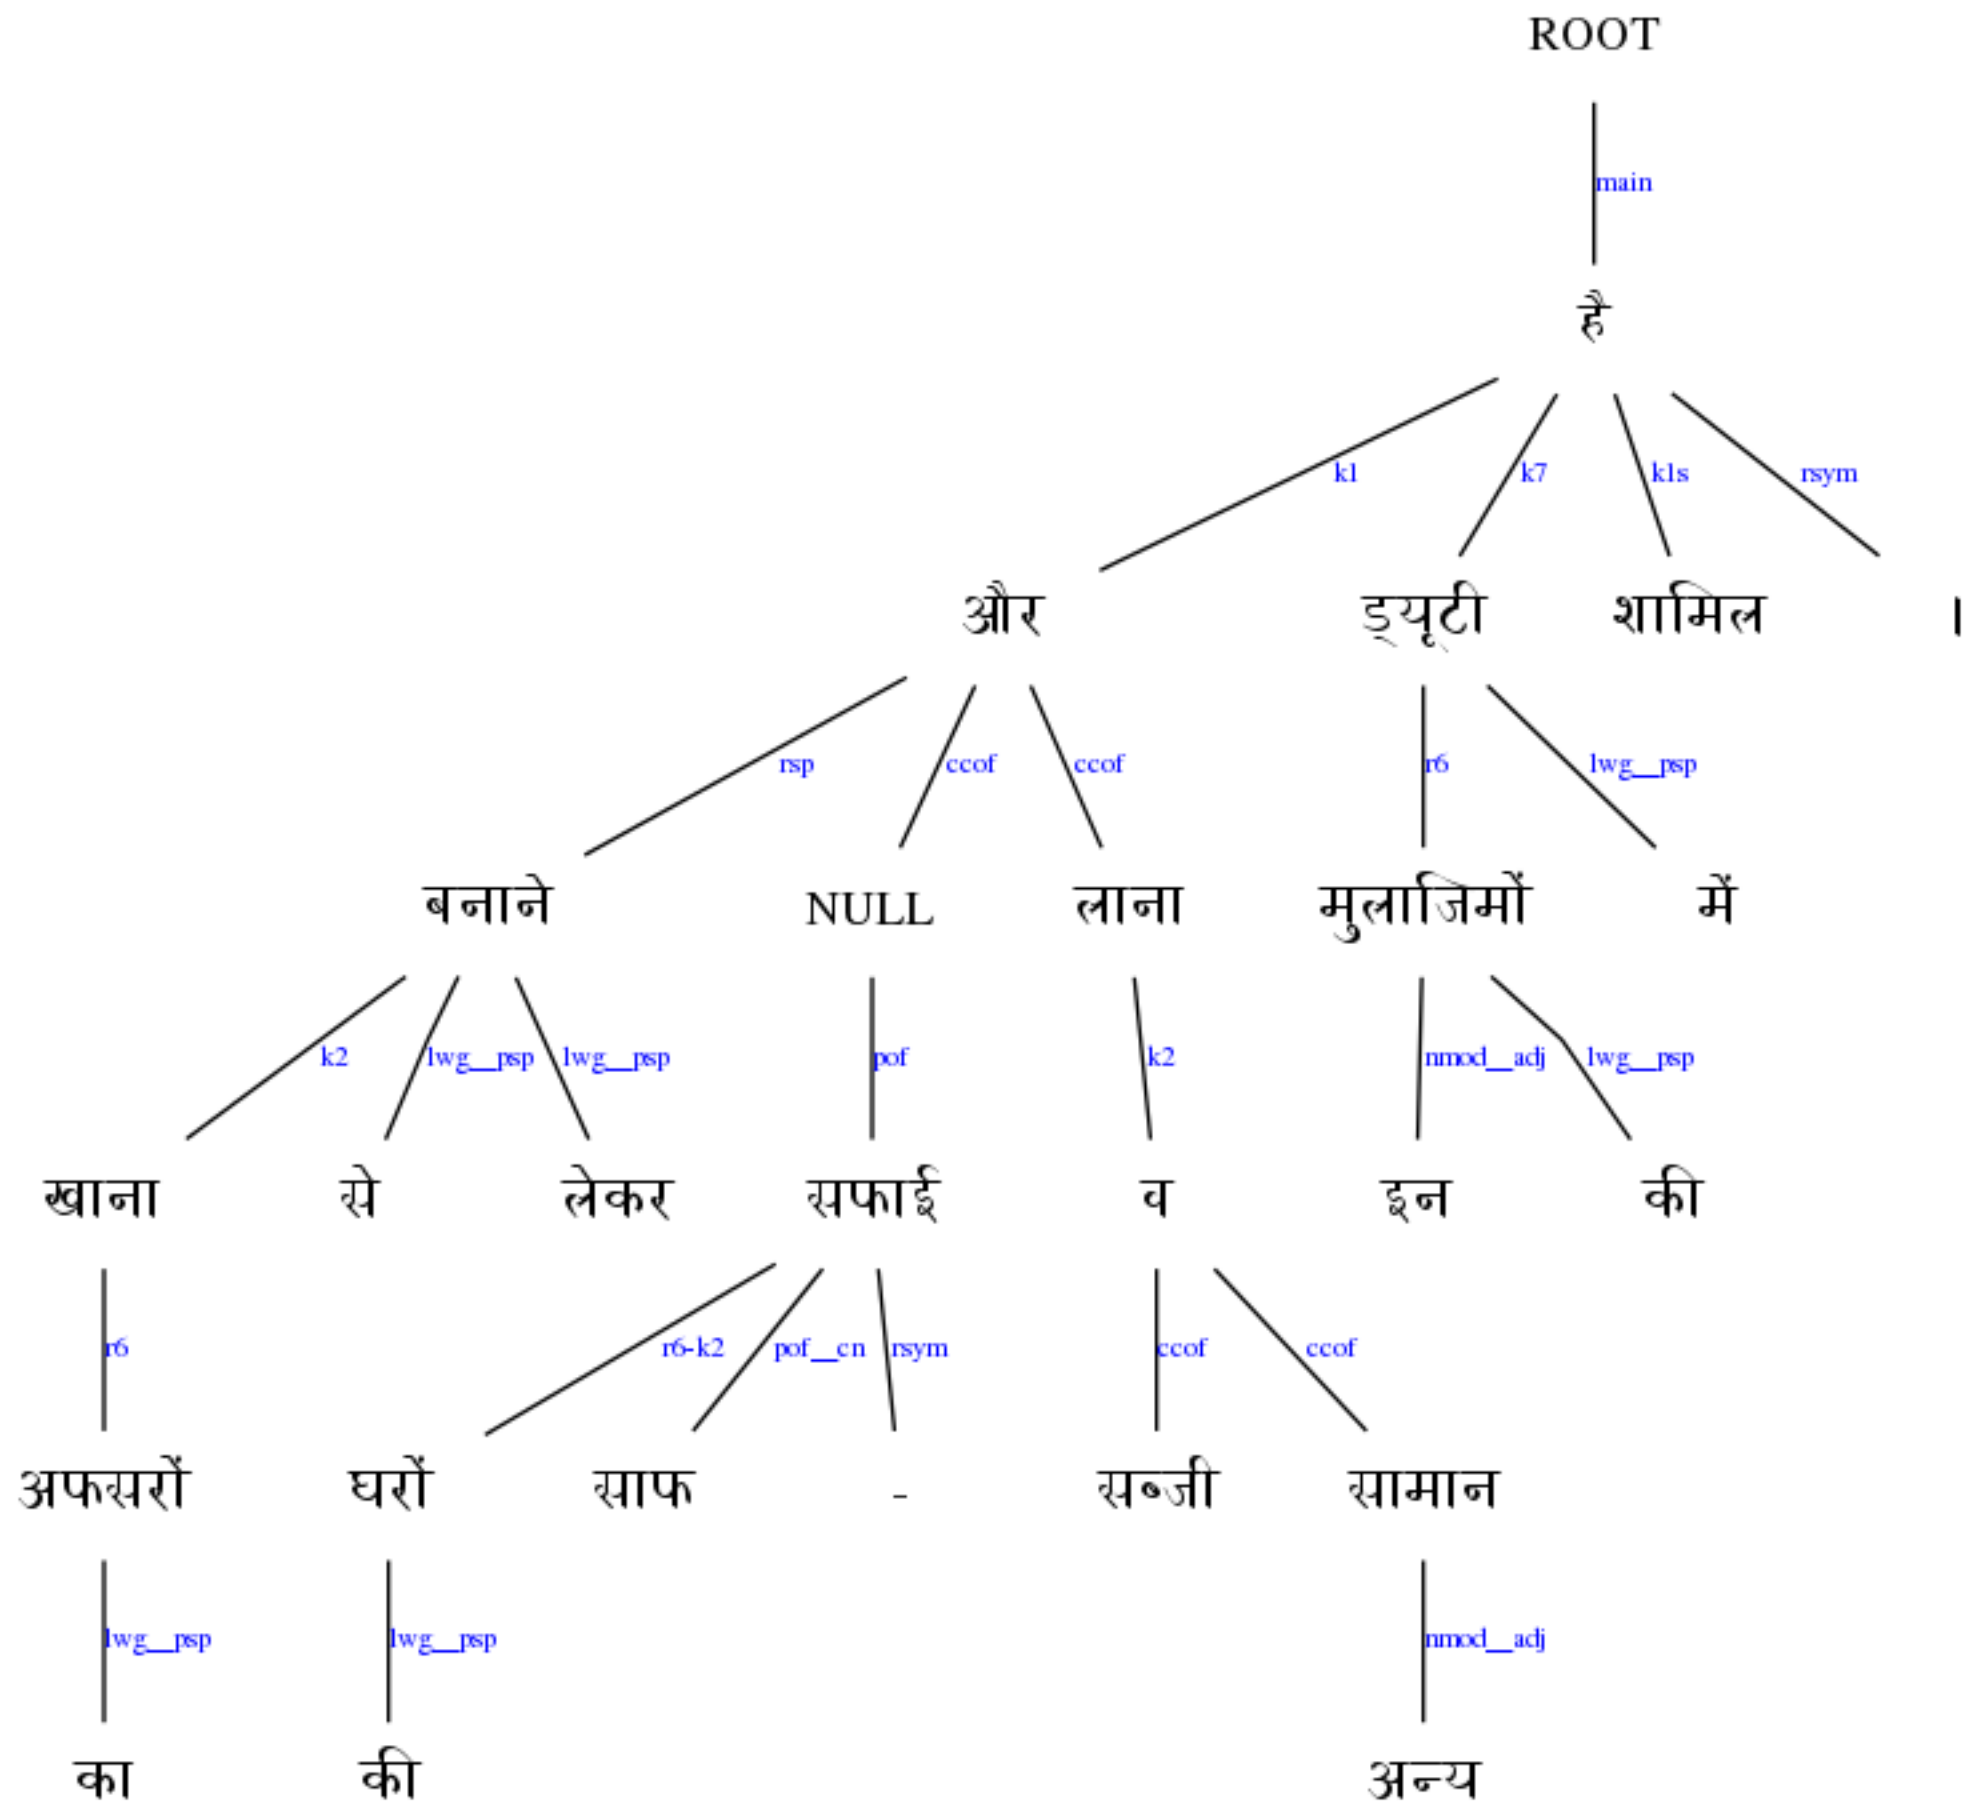 ROOT
main
है
k1 k7 k1s rsym
और ड्यूटी शामिल ।
rsp ccof ccof r6 lwg__psp
बनाने NULL लाना मुलाजिमों में
k2 lwg__psp lwg__psp pof k2 nmod__adj lwg__psp
खाना से लेकर सफाई व इन की
r6 r6-k2 pof__cn rsym ccof ccof
अफसरों घरों साफ - सब्जी सामान
lwg__psp lwg__psp nmod__adj
का की अन्य